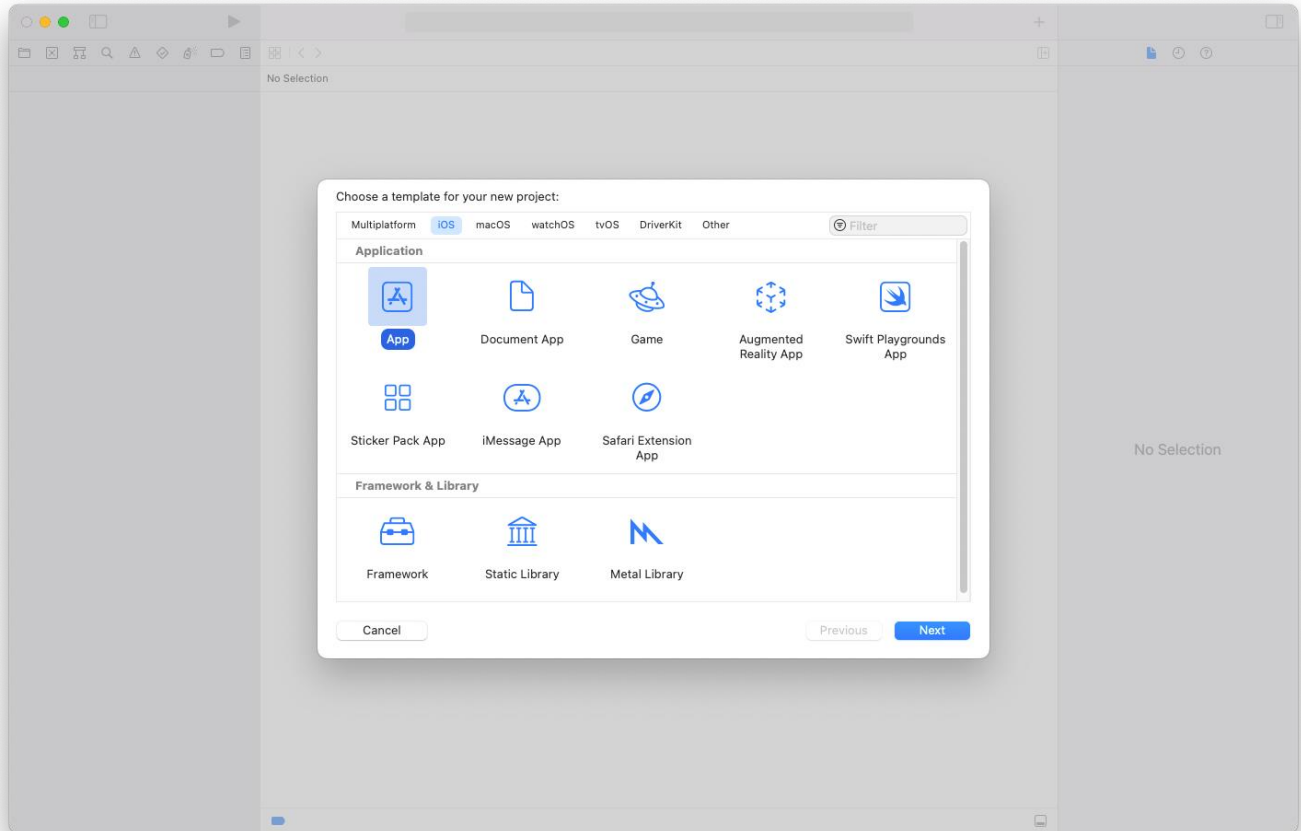 No Selection
Choose a template for your new project:
Multiplatform iOS macOS watchOS tvOS DriverKit Other Filter
Application
App Document App Game Augmented Reality App Swift Playgrounds App
Sticker Pack App iMessage App Safari Extension App
No Selection
Framework & Library
Framework Static Library Metal Library
Cancel Previous Next